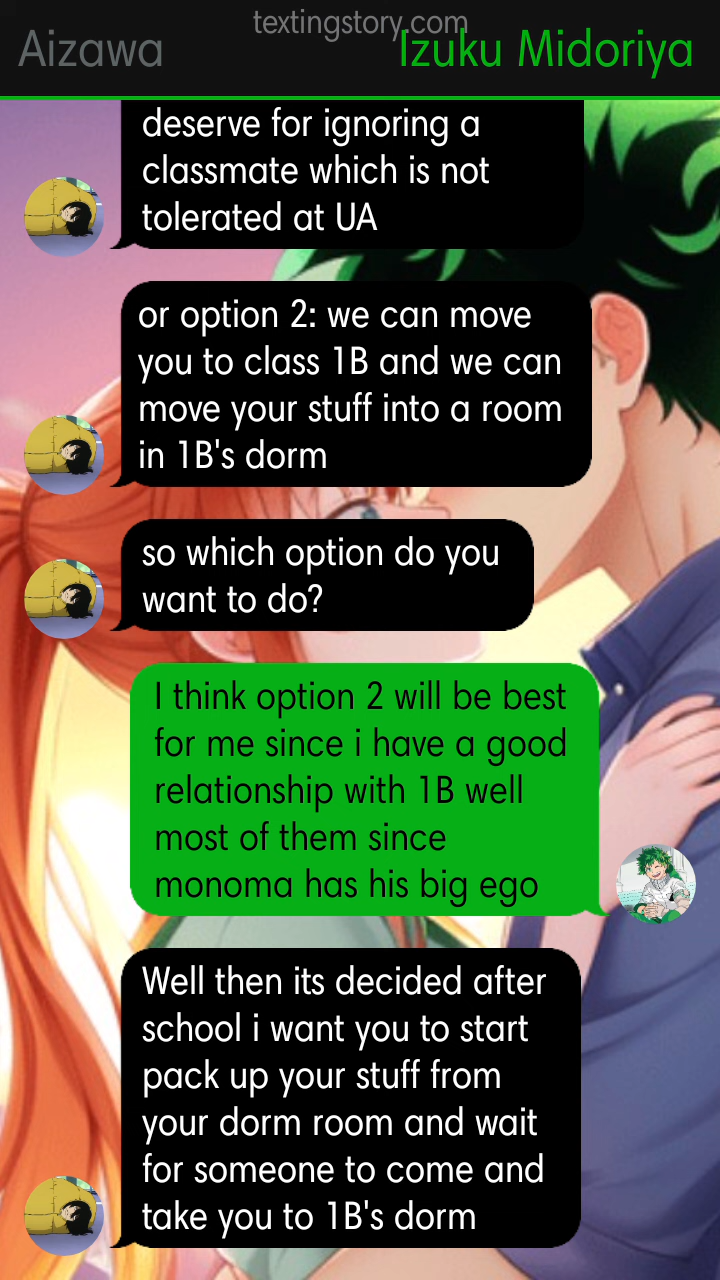 textingstory.com
Aizawa
Izuku Midoriya
deserve for ignoring a
classmate which is not
tolerated at UA
or option 2: we can move
you to class 1B and we can
move your stuff into a room
in 1B's dorm
so which option do you
want to do?
I think option 2 will be best
for me since i have a good
relationship with 1B well
most of them since
monoma has his big ego
Well then its decided after
school i want you to start
pack up your stuff from
your dorm room and wait
for someone to come and
take you to 1B's dorm